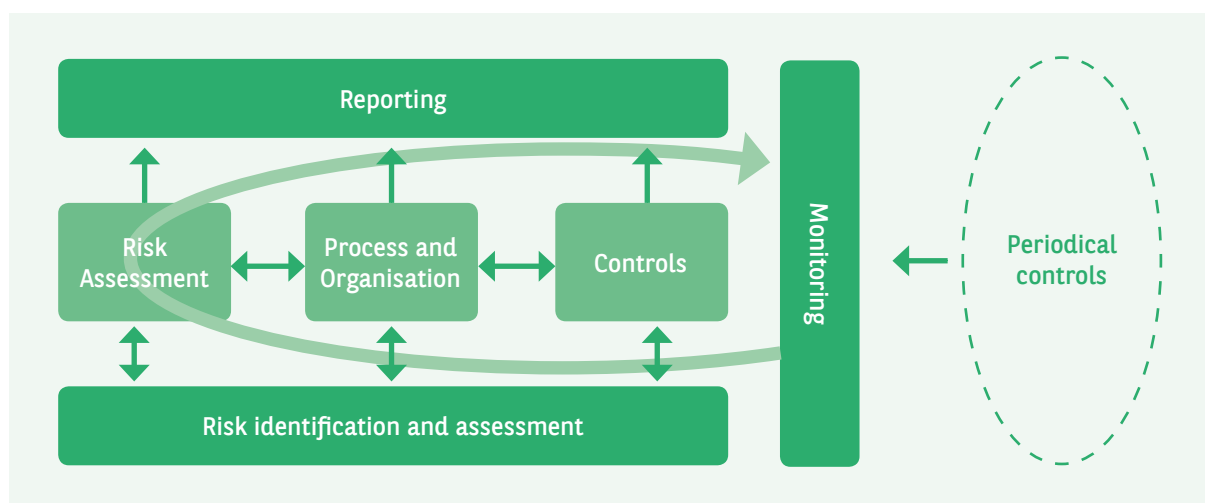 Reporting
Risk
Assessment
Process and
Organisation
Controls
Monitoring
Periodical
controls
Risk identification and assessment